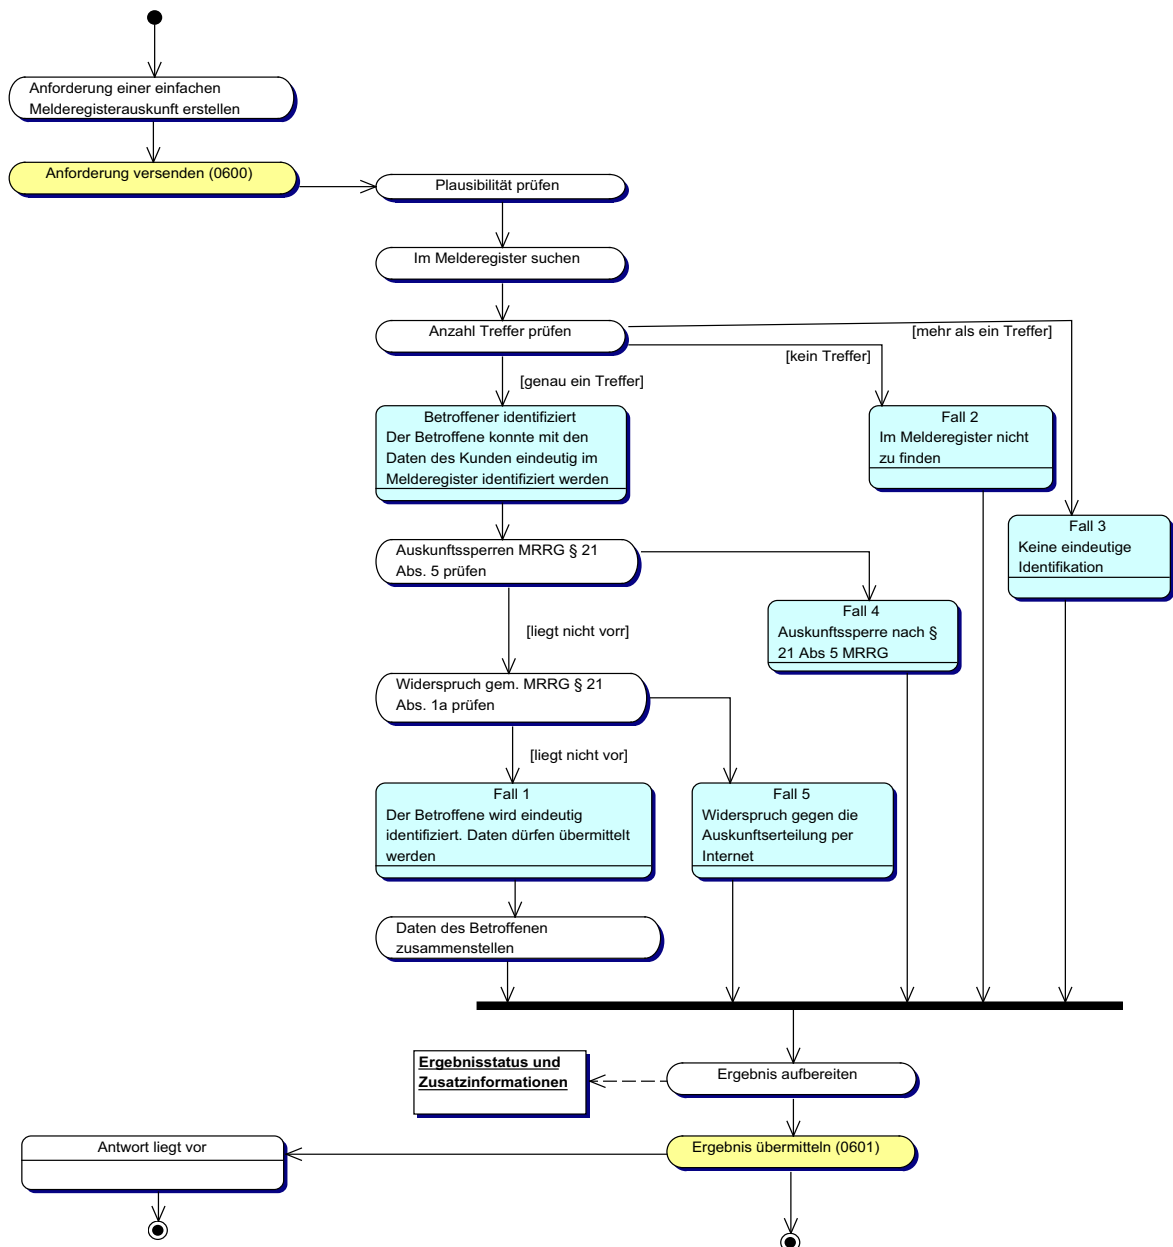 Anforderung einer einfachen
Melderegisterauskunft erstellen
Anforderung versenden (0600)
Plausibilität prüfen
Im Melderegister suchen
Anzahl Treffer prüfen
[mehr als ein Treffer]
[kein Treffer]
[genau ein Treffer]
Betroffener identifiziert
Der Betroffene konnte mit den
Daten des Kunden eindeutig im
Melderegister identifiziert werden
Fall 2
Im Melderegister nicht
zu finden
Fall 3
Keine eindeutige
Identifikation
Auskunftssperren MRRG § 21
Abs. 5 prüfen
Fall 4
Auskunftssperre nach §
21 Abs 5 MRRG
[liegt nicht vorr]
Widerspruch gem. MRRG § 21
Abs. 1a prüfen
[liegt nicht vor]
Fall 1
Der Betroffene wird eindeutig
identifiziert. Daten dürfen übermittelt
werden
Fall 5
Widerspruch gegen die
Auskunftserteilung per
Internet
Daten des Betroffenen
zusammenstellen
Ergebnisstatus und
Zusatzinformationen
Ergebnis aufbereiten
Antwort liegt vor
Ergebnis übermitteln (0601)